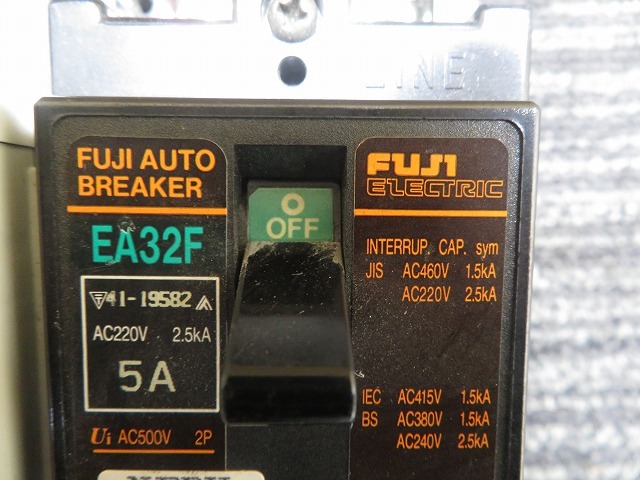 LINE
FUJI AUTO
BREAKER
EA32F
41-19582
AC220V 2.5kA
5A
Ui AC500V 2P
O
OFF
FUJI
ELECTRIC
INTERRUP. CAP. sym
JIS AC460V 1.5kA
AC220V 2.5kA
IEC AC415V 1.5kA
BS AC380V 1.5kA
AC240V 2.5kA